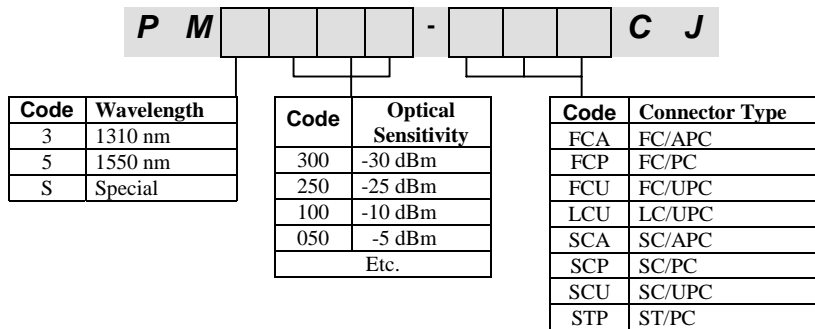 P M - C J
Code Wavelength
3 1310 nm
5 1550 nm
S Special
Code Optical Sensitivity
300 -30 dBm
250 -25 dBm
100 -10 dBm
050 -5 dBm
Etc.
Code Connector Type
FCA FC/APC
FCP FC/PC
FCU FC/UPC
LCU LC/UPC
SCA SC/APC
SCP SC/PC
SCU SC/UPC
STP ST/PC